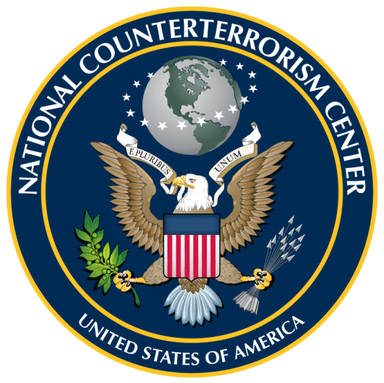 NATIONAL COUNTERTERRORISM CENTER
E PLURIBUS UNUM
UNITED STATES OF AMERICA